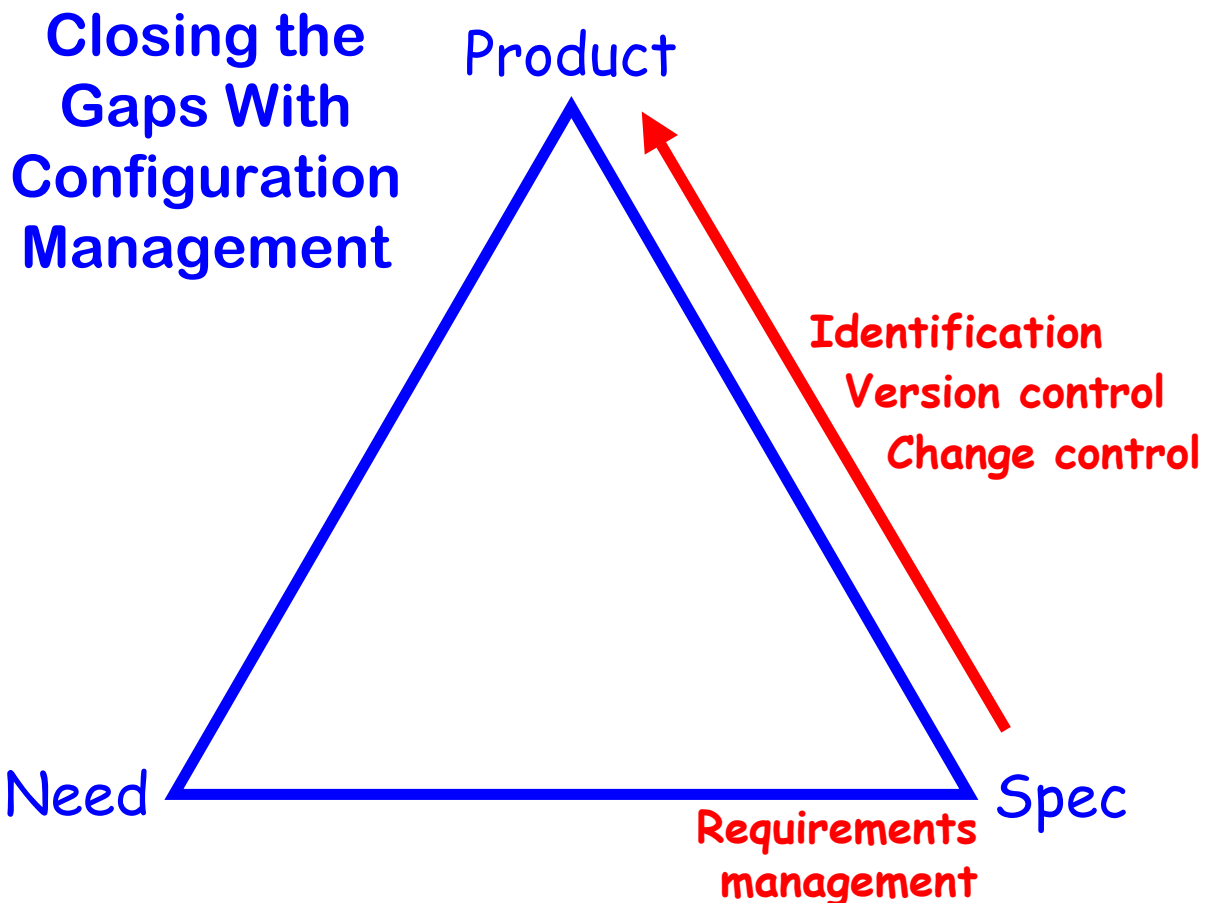 Closing the
Gaps With
Configuration
Management
Product
Identification
Version control
Change control
Need
Spec
Requirements
management